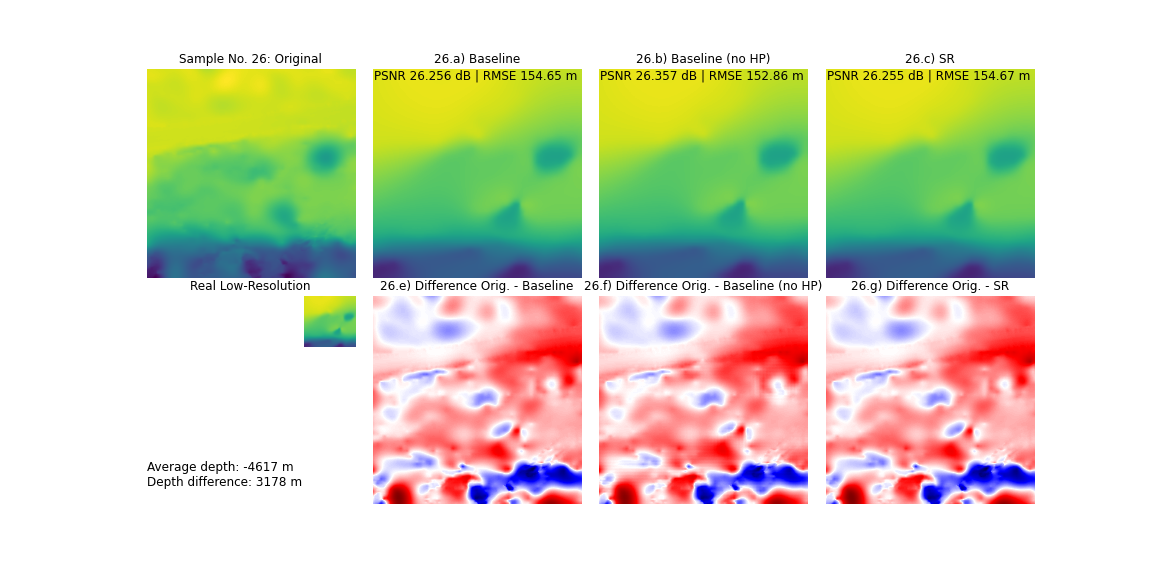 Sample No. 26: Original
26.a) Baseline
26.b) Baseline (no HP)
26.c) SR
PSNR 26.256 dB | RMSE 154.65 m
PSNR 26.357 dB | RMSE 152.86 m
PSNR 26.255 dB | RMSE 154.67 m
Real Low-Resolution
26.e) Difference Orig. - Baseline
26.f) Difference Orig. - Baseline (no HP)
26.g) Difference Orig. - SR
Average depth: -4617 m
Depth difference: 3178 m